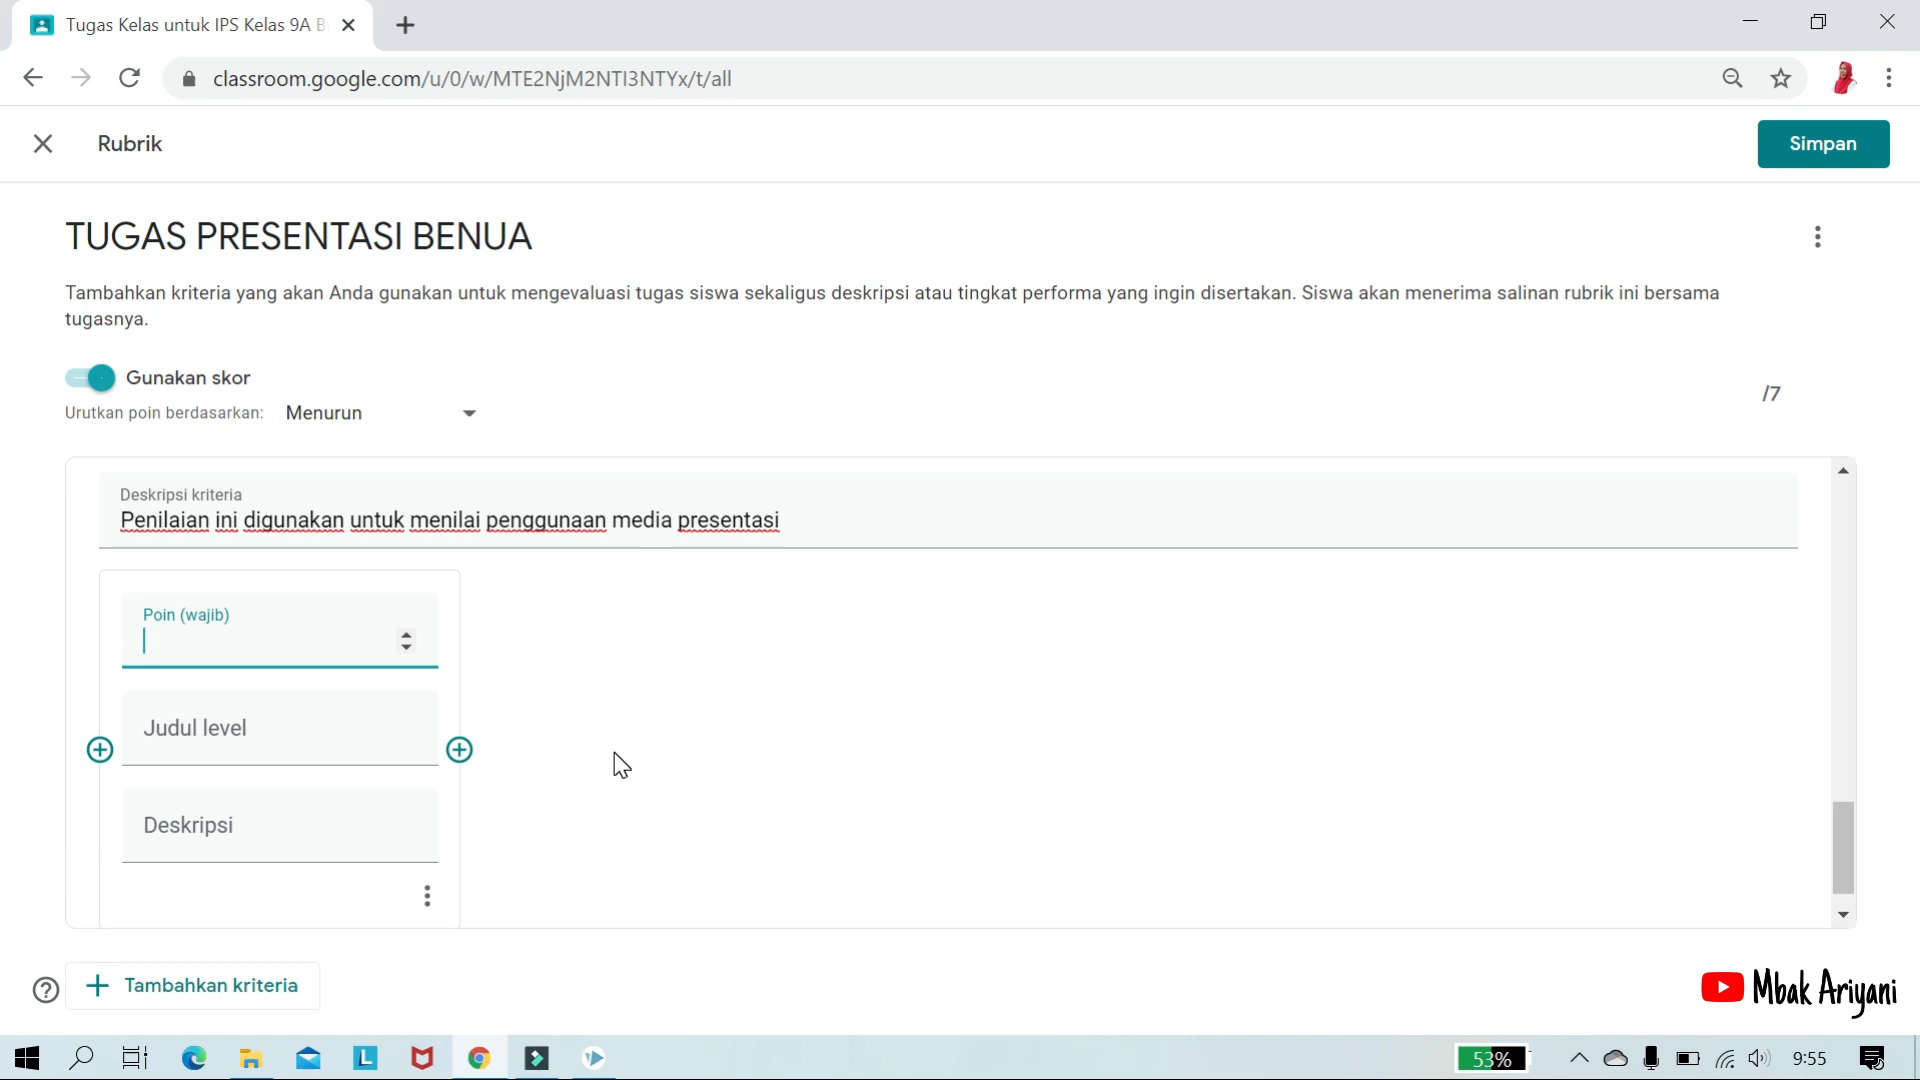 Tugas Kelas untuk IPS Kelas 9A B
classroom.google.com/u/0/w/MTE2NjM2NTI3NTYx/t/all
Rubrik
Simpan
TUGAS PRESENTASI BENUA
Tambahkan kriteria yang akan Anda gunakan untuk mengevaluasi tugas siswa sekaligus deskripsi atau tingkat performa yang ingin disertakan. Siswa akan menerima salinan rubrik ini bersama
tugasnya.
Gunakan skor
/7
Urutkan poin berdasarkan: Menurun
Deskripsi kriteria
Penilaian ini digunakan untuk menilai penggunaan media presentasi
Poin (wajib)
Judul level
Deskripsi
Tambahkan kriteria
Mbak Ariyani
53%
9:55